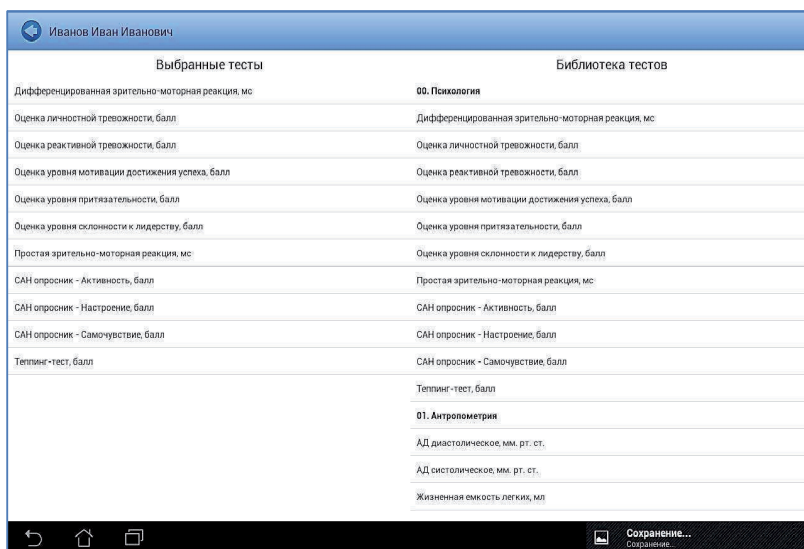 Иванов Иван Иванович
Выбранные тесты
Дифференцированная зрительно-моторная реакция, мс
Оценка личностной тревожности, балл
Оценка реактивной тревожности, балл
Оценка уровня мотивации достижения успеха, балл
Оценка уровня притязательности, балл
Оценка уровня склонности к лидерству, балл
Простая зрительно-моторная реакция, мс
САН опросник - Активность, балл
САН опросник - Настроение, балл
САН опросник - Самочувствие, балл
Теппинг-тест, балл
Библиотека тестов
00. Психология
Дифференцированная зрительно-моторная реакция, мс
Оценка личностной тревожности, балл
Оценка реактивной тревожности, балл
Оценка уровня мотивации достижения успеха, балл
Оценка уровня притязательности, балл
Оценка уровня склонности к лидерству, балл
Простая зрительно-моторная реакция, мс
САН опросник - Активность, балл
САН опросник - Настроение, балл
САН опросник - Самочувствие, балл
Теппинг-тест, балл
01. Антропометрия
АД диастолическое, мм. рт. ст.
АД систолическое, мм. рт. ст.
Жизненная емкость легких, мл
Сохранение...
Сохранение...